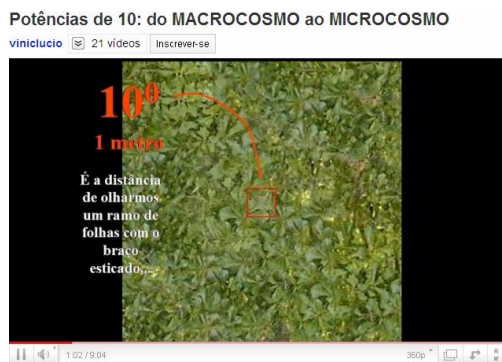 Potências de 10: do MACROCOSMO ao MICROCOSMO
viniclucio 21 vídeos Inscrever-se
10⁰
1 metro
É a distância
de olharmos
um ramo de
folhas com o
braço
esticado,...
1:02 / 9:04 360p